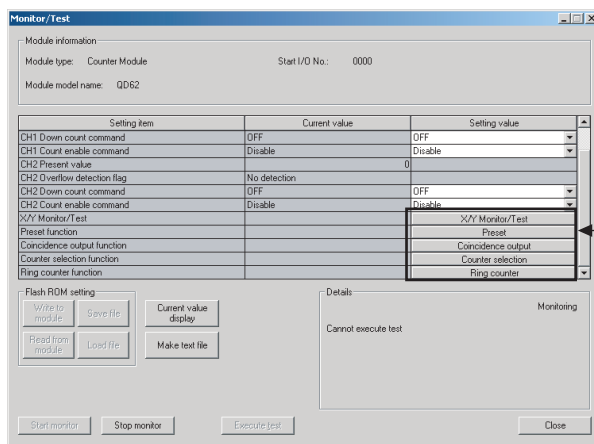 Monitor/Test
Module information
Module type: Counter Module Start I/O No.: 0000
Module model name: QD62
Setting item Current value Setting value
CH1 Down count command OFF OFF
CH1 Count enable command Disable Disable
CH2 Present value 0
CH2 Overflow detection flag No detection
CH2 Down count command OFF OFF
CH2 Count enable command Disable Disable
X/Y Monitor/Test X/Y Monitor/Test
Preset function Preset
Coincidence output function Coincidence output
Counter selection function Counter selection
Ring counter function Ring counter
Flash ROM setting
Write to module
Save file
Read from module
Load file
Current value display
Make text file
Details
Monitoring
Cannot execute test
Start monitor
Stop monitor
Execute test
Close